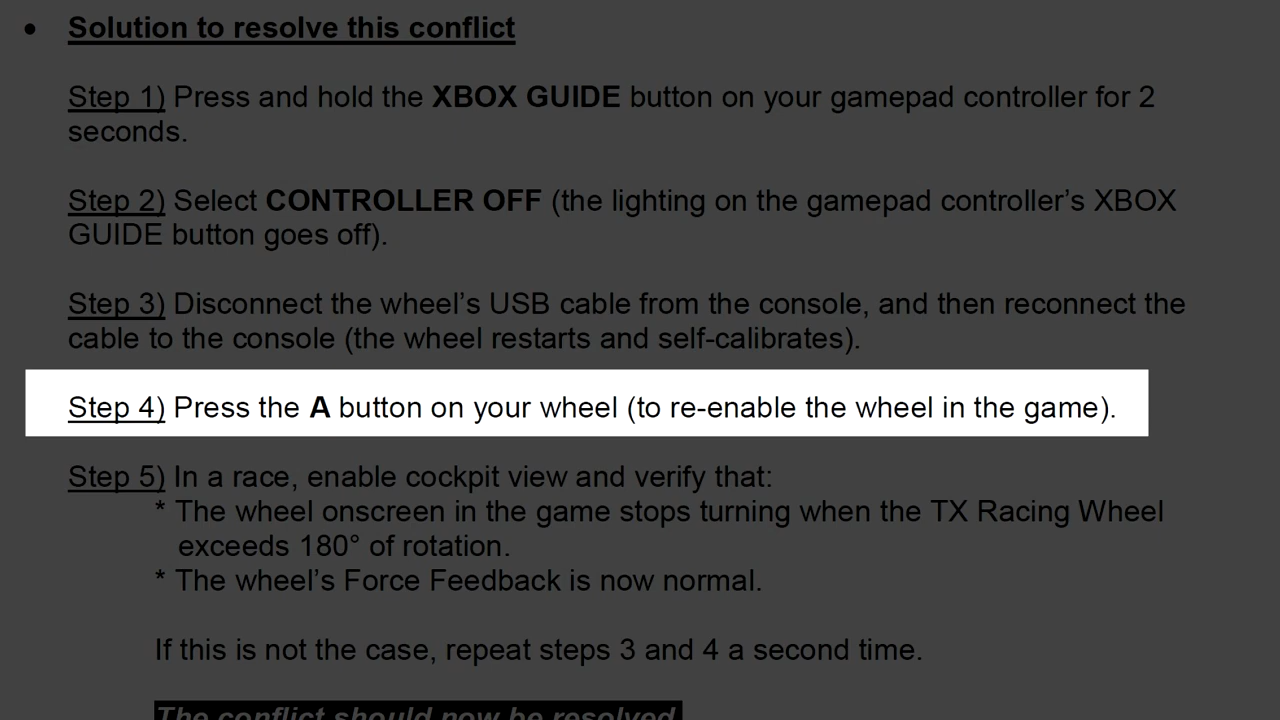 • Solution to resolve this conflict
Step 1) Press and hold the XBOX GUIDE button on your gamepad controller for 2
seconds.
Step 2) Select CONTROLLER OFF (the lighting on the gamepad controller’s XBOX
GUIDE button goes off).
Step 3) Disconnect the wheel’s USB cable from the console, and then reconnect the
cable to the console (the wheel restarts and self-calibrates).
Step 4) Press the A button on your wheel (to re-enable the wheel in the game).
Step 5) In a race, enable cockpit view and verify that:
* The wheel onscreen in the game stops turning when the TX Racing Wheel
exceeds 180° of rotation.
* The wheel’s Force Feedback is now normal.
If this is not the case, repeat steps 3 and 4 a second time.
The conflict should now be resolved.